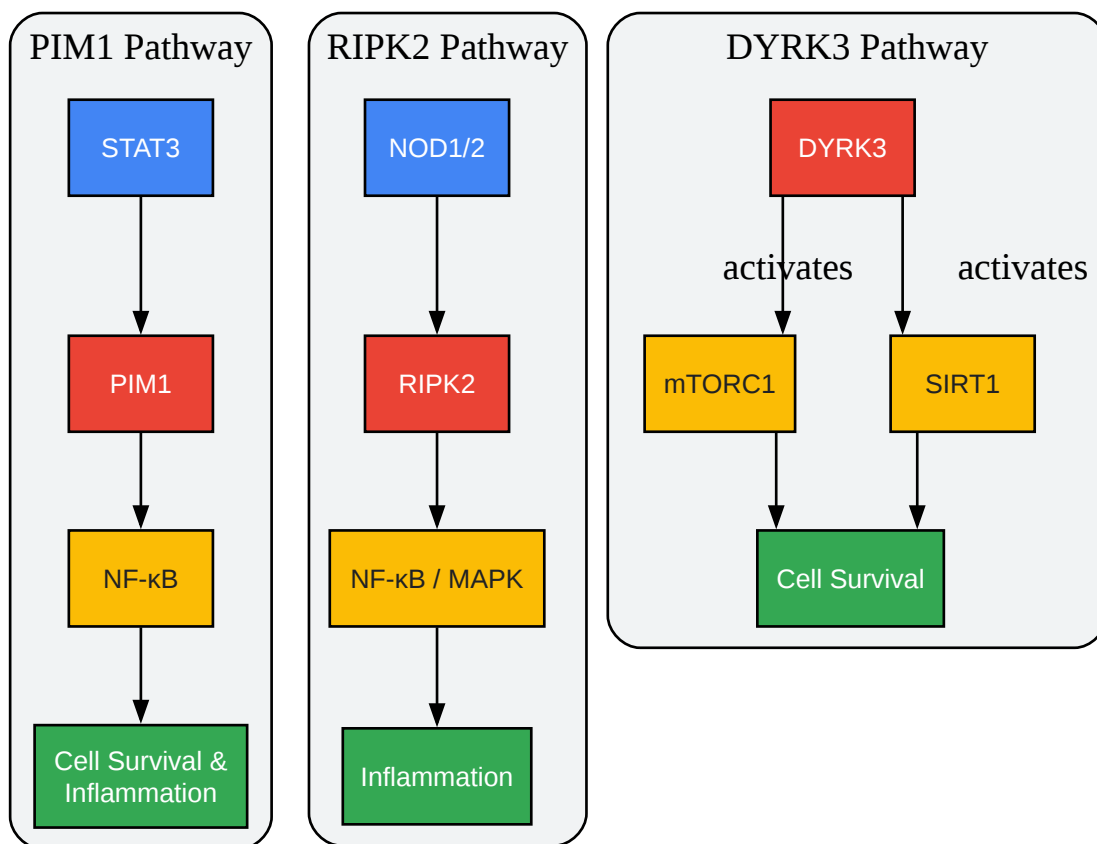 PIM1 Pathway
STAT3
PIM1
NF-κB
Cell Survival &
Inflammation
RIPK2 Pathway
NOD1/2
RIPK2
NF-κB / MAPK
Inflammation
DYRK3 Pathway
DYRK3
activates
activates
mTORC1
SIRT1
Cell Survival